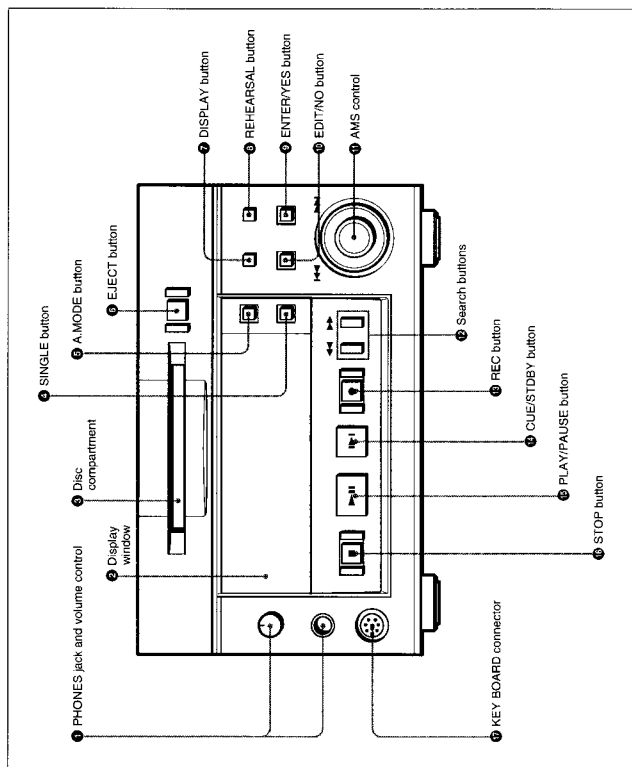 ❶ PHONES jack and volume control
❷ Display
window
❸ Disc
compartment
❹ SINGLE button
❺ A.MODE button
❻ EJECT button
❼ DISPLAY button
❽ REHEARSAL button
❾ ENTER/YES button
❿ EDIT/NO button
⓫ AMS control
⓬ Search buttons
⓭ REC button
⓮ CUE/STDBY button
⓯ PLAY/PAUSE button
⓰ STOP button
⓱ KEY BOARD connector